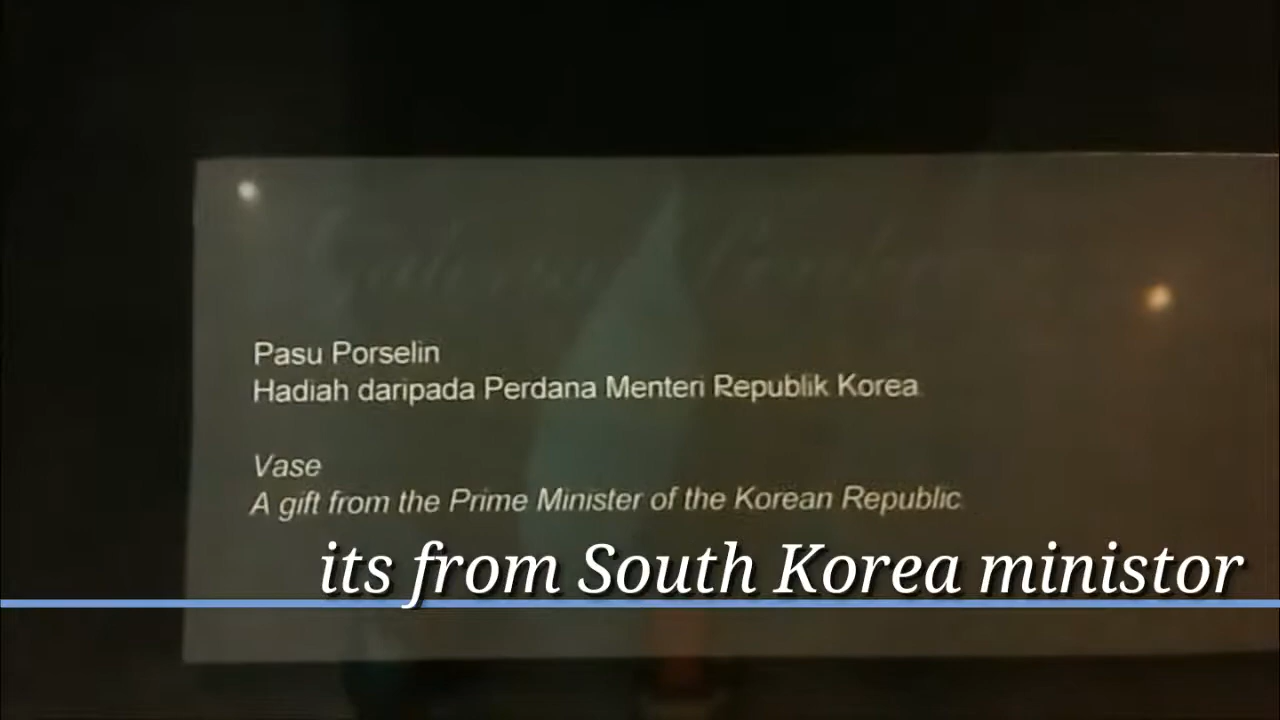 Pasu Porselin
Hadiah daripada Perdana Menteri Republik Korea
Vase
A gift from the Prime Minister of the Korean Republic
its from South Korea ministor